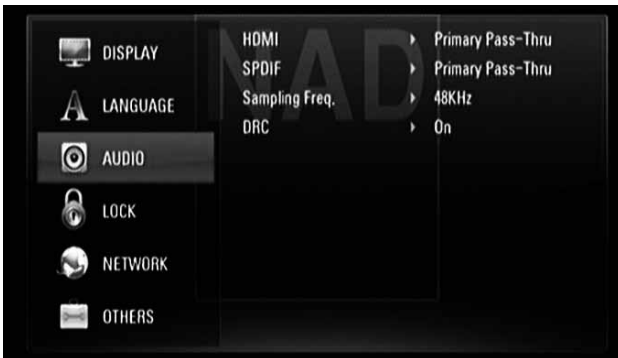 DISPLAY
LANGUAGE
AUDIO
LOCK
NETWORK
OTHERS
NAD
HDMI Primary Pass-Thru
SPDIF Primary Pass-Thru
Sampling Freq. 48KHz
DRC On